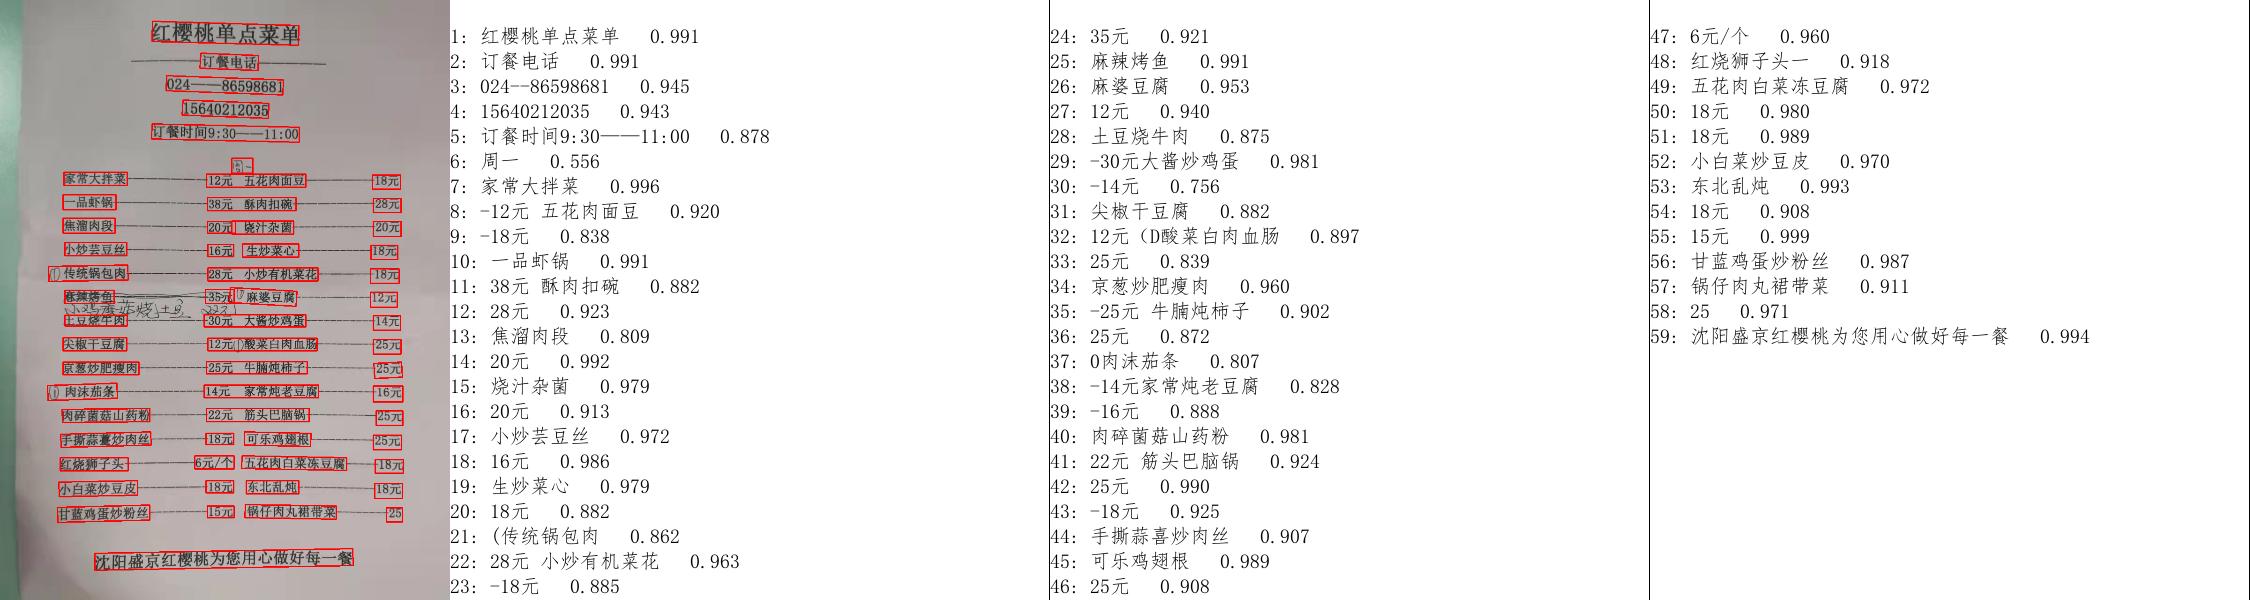 红樱桃单点菜单
订餐电话
024——86598681
15640212035
订餐时间9:30——11:00
周一
家常大拌菜 12元 五花肉面豆 18元
一品虾锅 38元 酥肉扣碗 28元
焦溜肉段 20元 烧汁杂菌 20元
小炒芸豆丝 16元 生炒菜心 18元
① 传统锅包肉 28元 小炒有机菜花 18元
麻辣烤鱼 35元 ① 麻婆豆腐 12元
土豆烧牛肉 30元 大酱炒鸡蛋 14元
尖椒干豆腐 12元 ① 酸菜白肉血肠 25元
京葱炒肥瘦肉 25元 牛腩炖柿子 25元
① 肉沫茄条 14元 家常炖老豆腐 16元
肉碎菌菇山药粉 22元 筋头巴脑锅 25元
手撕蒜薹炒肉丝 18元 可乐鸡翅根 25元
红烧狮子头 6元/个 五花肉白菜冻豆腐 18元
小白菜炒豆皮 18元 东北乱炖 18元
甘蓝鸡蛋炒粉丝 15元 锅仔肉丸裙带菜 25
沈阳盛京红樱桃为您用心做好每一餐
1: 红樱桃单点菜单 0.991
2: 订餐电话 0.991
3: 024--86598681 0.945
4: 15640212035 0.943
5: 订餐时间9:30——11:00 0.878
6: 周一 0.556
7: 家常大拌菜 0.996
8: -12元 五花肉面豆 0.920
9: -18元 0.838
10: 一品虾锅 0.991
11: 38元 酥肉扣碗 0.882
12: 28元 0.923
13: 焦溜肉段 0.809
14: 20元 0.992
15: 烧汁杂菌 0.979
16: 20元 0.913
17: 小炒芸豆丝 0.972
18: 16元 0.986
19: 生炒菜心 0.979
20: 18元 0.882
21: (传统锅包肉 0.862
22: 28元 小炒有机菜花 0.963
23: -18元 0.885
24: 35元 0.921
25: 麻辣烤鱼 0.991
26: 麻婆豆腐 0.953
27: 12元 0.940
28: 土豆烧牛肉 0.875
29: -30元大酱炒鸡蛋 0.981
30: -14元 0.756
31: 尖椒干豆腐 0.882
32: 12元（D酸菜白肉血肠 0.897
33: 25元 0.839
34: 京葱炒肥瘦肉 0.960
35: -25元 牛腩炖柿子 0.902
36: 25元 0.872
37: 0肉沫茄条 0.807
38: -14元家常炖老豆腐 0.828
39: -16元 0.888
40: 肉碎菌菇山药粉 0.981
41: 22元 筋头巴脑锅 0.924
42: 25元 0.990
43: -18元 0.925
44: 手撕蒜喜炒肉丝 0.907
45: 可乐鸡翅根 0.989
46: 25元 0.908
47: 6元/个 0.960
48: 红烧狮子头一 0.918
49: 五花肉白菜冻豆腐 0.972
50: 18元 0.980
51: 18元 0.989
52: 小白菜炒豆皮 0.970
53: 东北乱炖 0.993
54: 18元 0.908
55: 15元 0.999
56: 甘蓝鸡蛋炒粉丝 0.987
57: 锅仔肉丸裙带菜 0.911
58: 25 0.971
59: 沈阳盛京红樱桃为您用心做好每一餐 0.994